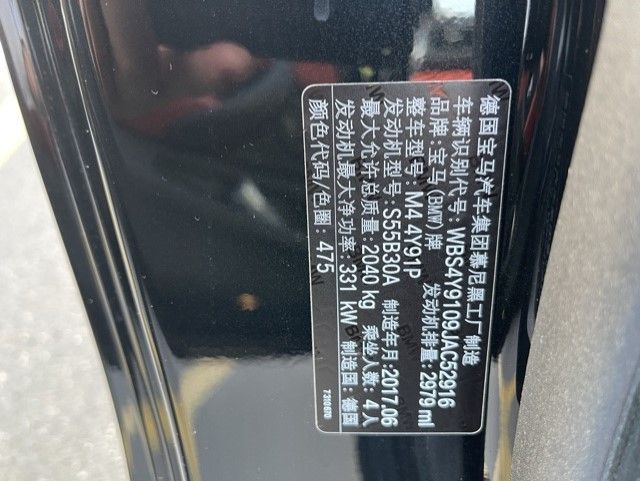 德国宝马汽车集团慕尼黑工厂制造
车辆识别代号: WBS4Y9109JAC52916
品牌: 宝马(BMW)牌 发动机排量: 2979 ml
整车型号: M4 4Y91P
发动机型号: S55B30A 制造年月: 2017.06
最大允许总质量: 2040 kg 乘坐人数: 4人
发动机最大净功率: 331 kW 制造国: 德国
颜色代码/色圈: 475
7310670